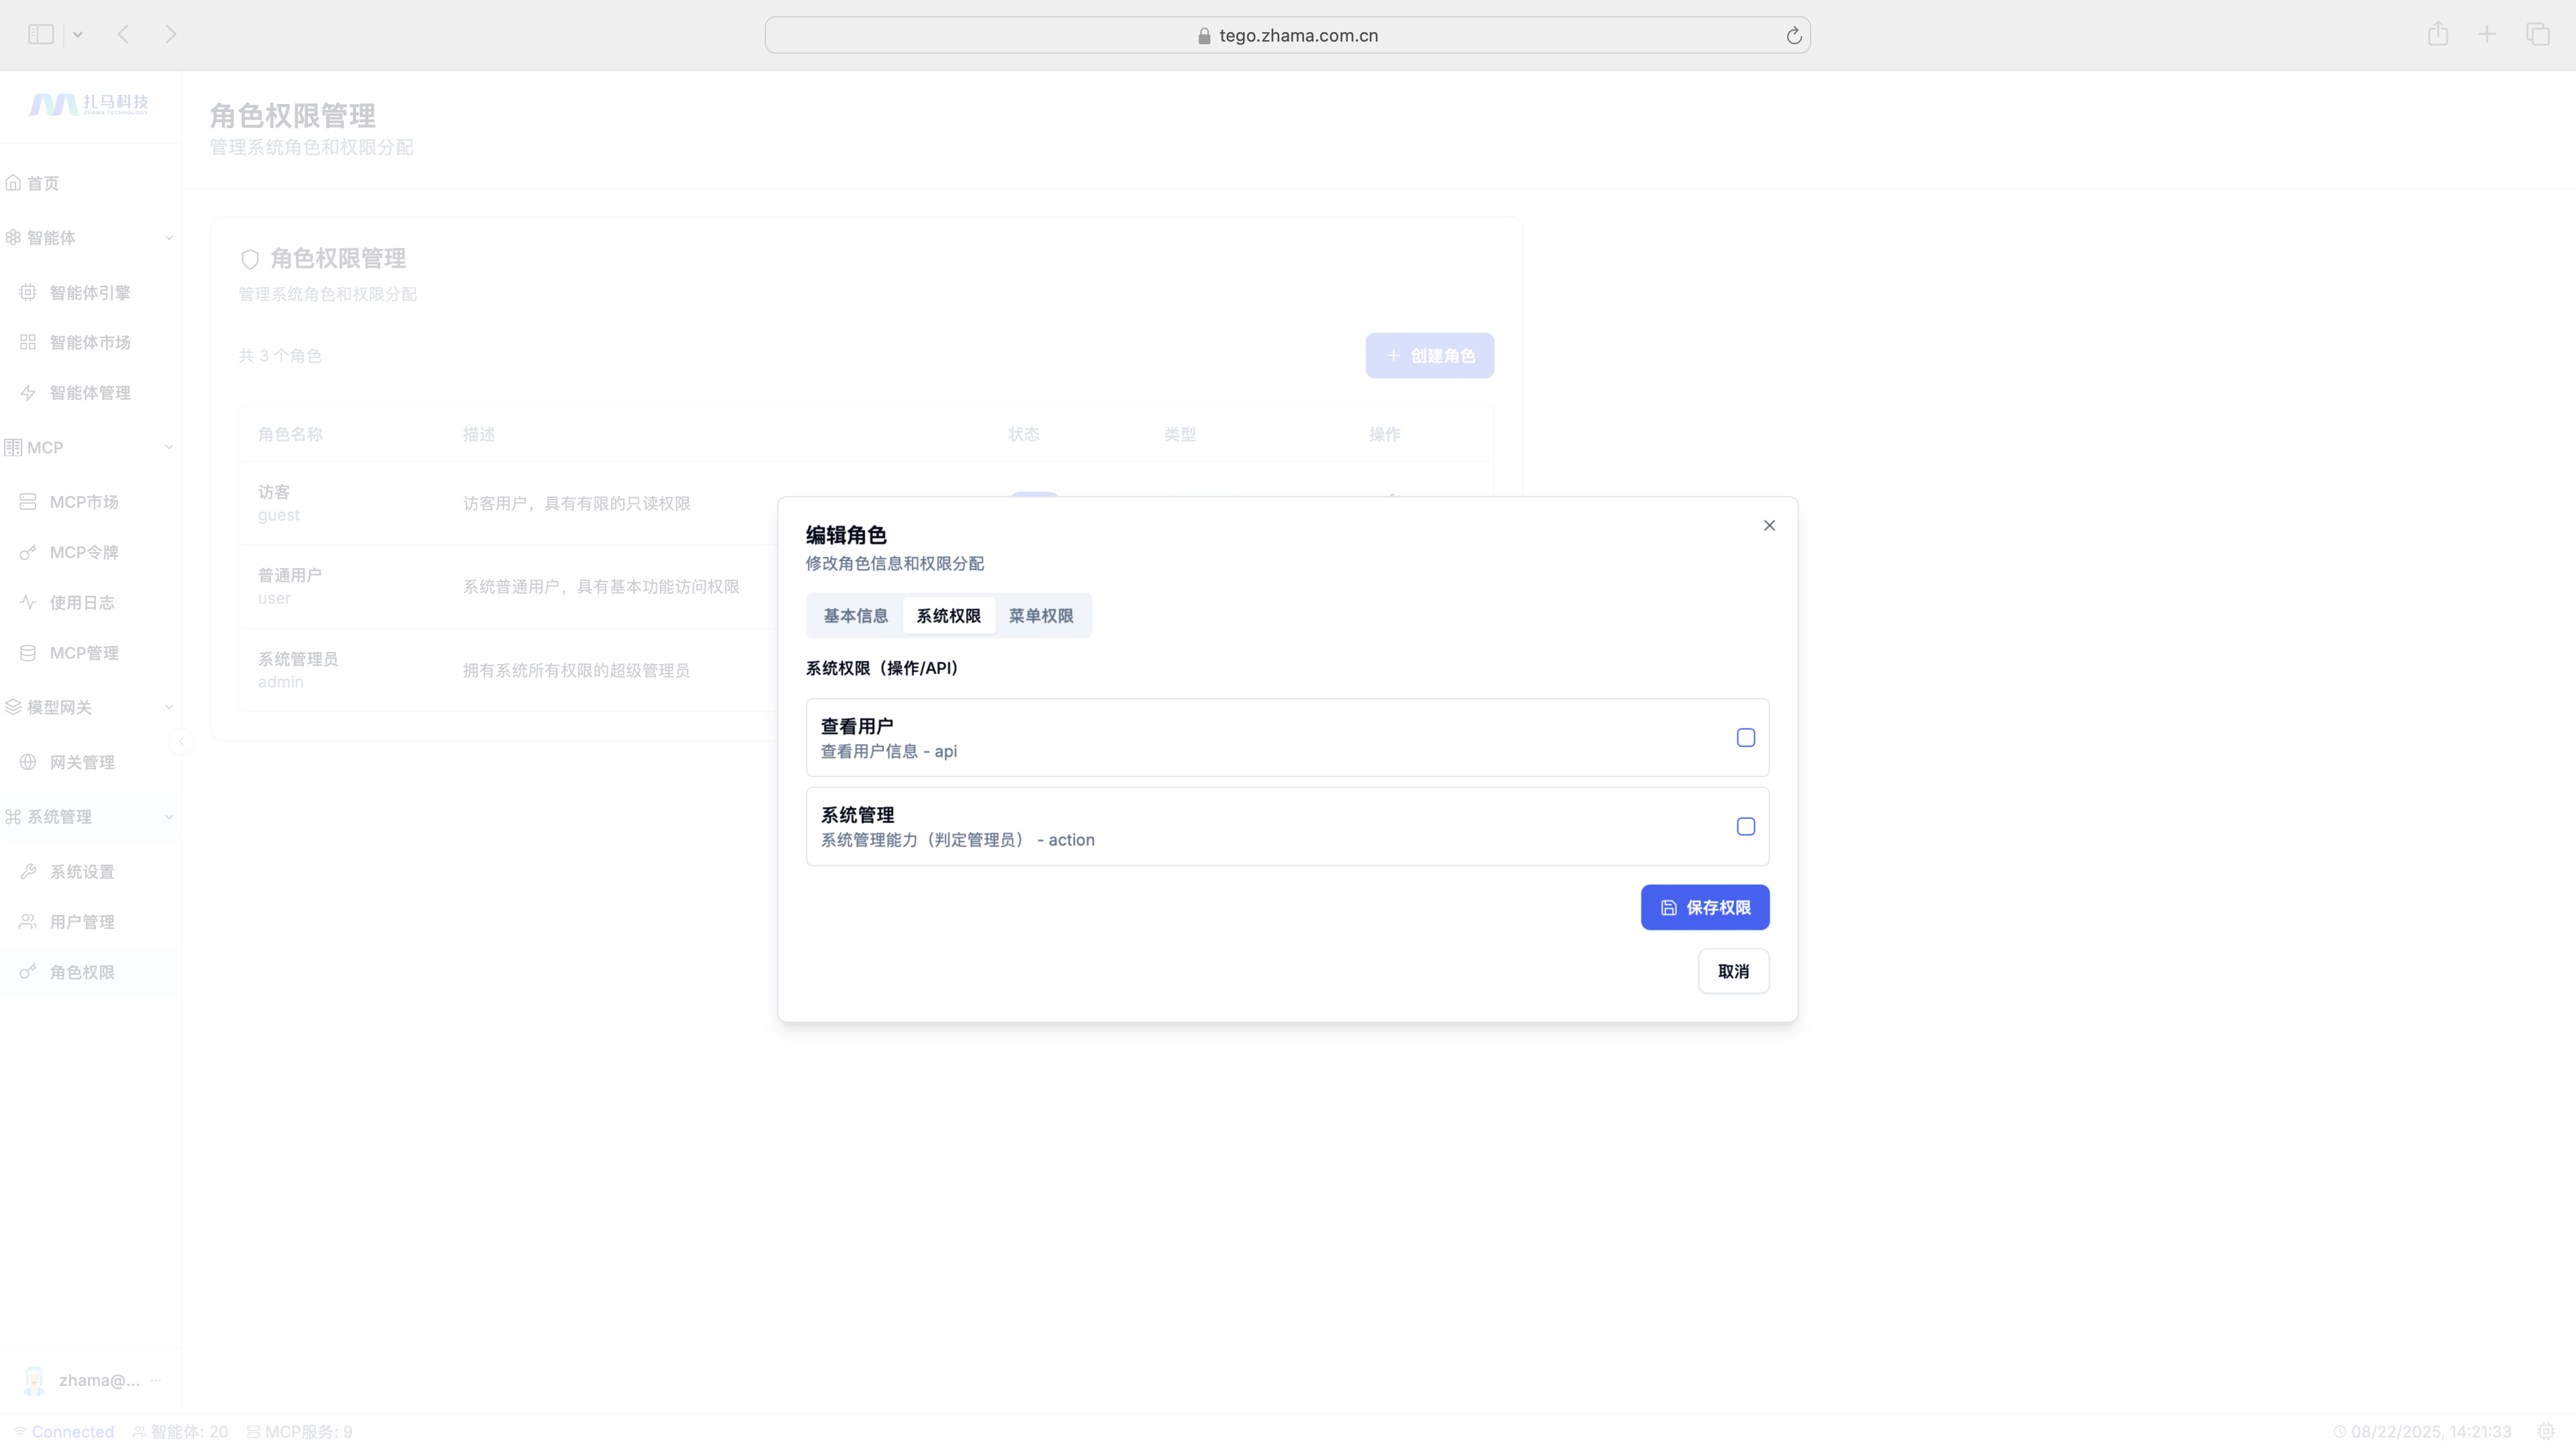 tego.zhama.com.cn
扎马科技
ZHAMA TECHNOLOGY
首页
智能体
智能体引擎
智能体市场
智能体管理
MCP
MCP市场
MCP令牌
使用日志
MCP管理
模型网关
网关管理
系统管理
系统设置
用户管理
角色权限
zhama@...
角色权限管理
管理系统角色和权限分配
角色权限管理
管理系统角色和权限分配
共 3 个角色
创建角色
角色名称 描述 状态 类型 操作
访客
guest
访客用户，具有有限的只读权限
普通用户
user
系统普通用户，具有基本功能访问权限
系统管理员
admin
拥有系统所有权限的超级管理员
编辑角色
修改角色信息和权限分配
基本信息 系统权限 菜单权限
系统权限（操作/API）
查看用户
查看用户信息 - api
系统管理
系统管理能力（判定管理员） - action
保存权限
取消
Connected 智能体: 20 MCP服务: 9
08/22/2025, 14:21:33